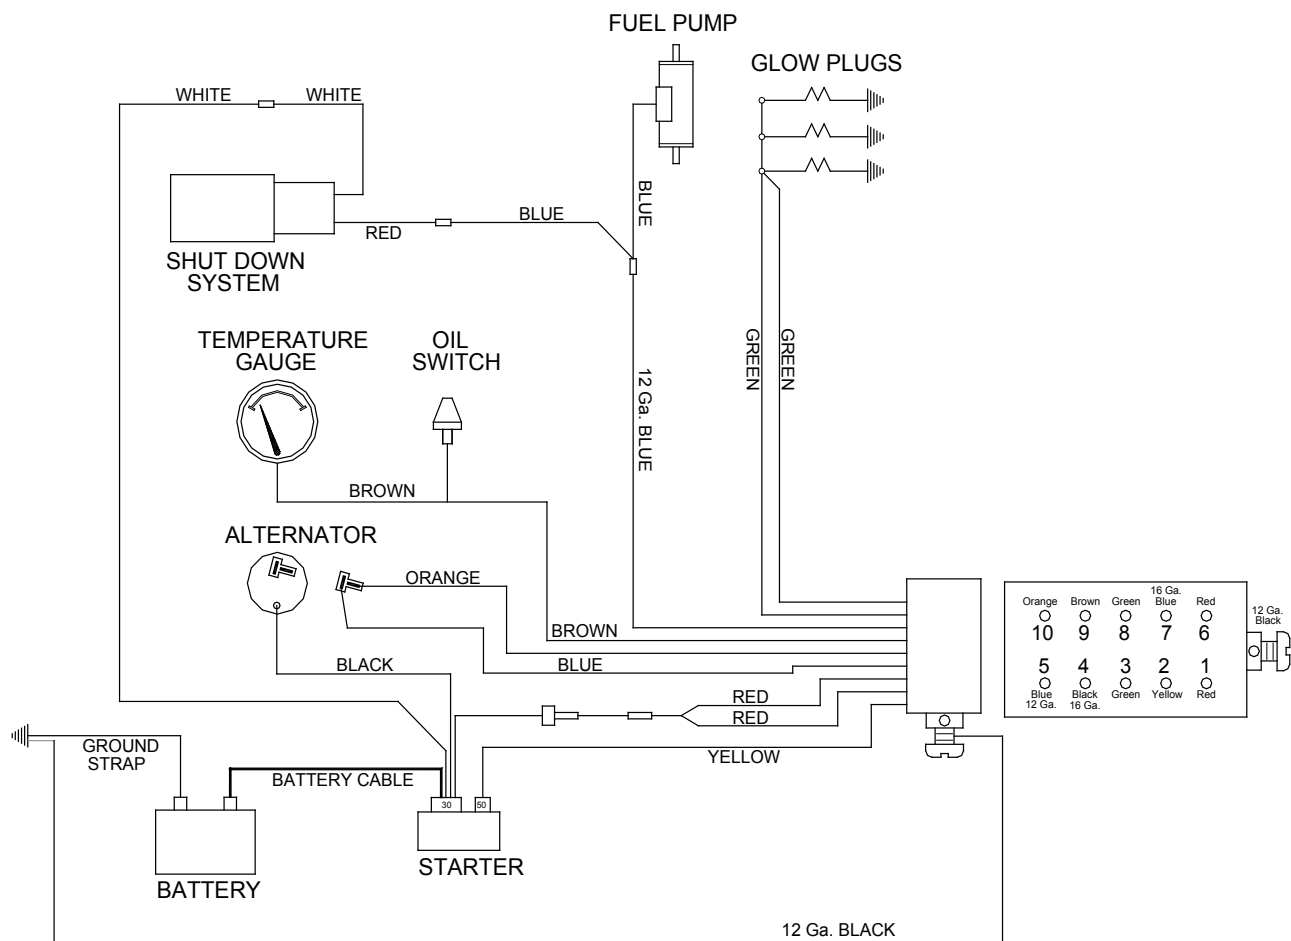 FUEL PUMP
GLOW PLUGS
WHITE
WHITE
BLUE
BLUE
RED
SHUT DOWN
SYSTEM
TEMPERATURE
GAUGE
OIL
SWITCH
GREEN
GREEN
12 Ga. BLUE
BROWN
ALTERNATOR
ORANGE
BROWN
BLUE
BLACK
RED
RED
YELLOW
GROUND
STRAP
BATTERY CABLE
30
50
STARTER
BATTERY
12 Ga. BLACK
16 Ga.
Orange Brown Green Blue Red
10 9 8 7 6
5 4 3 2 1
Blue Black Green Yellow Red
12 Ga. 16 Ga.
12 Ga.
Black